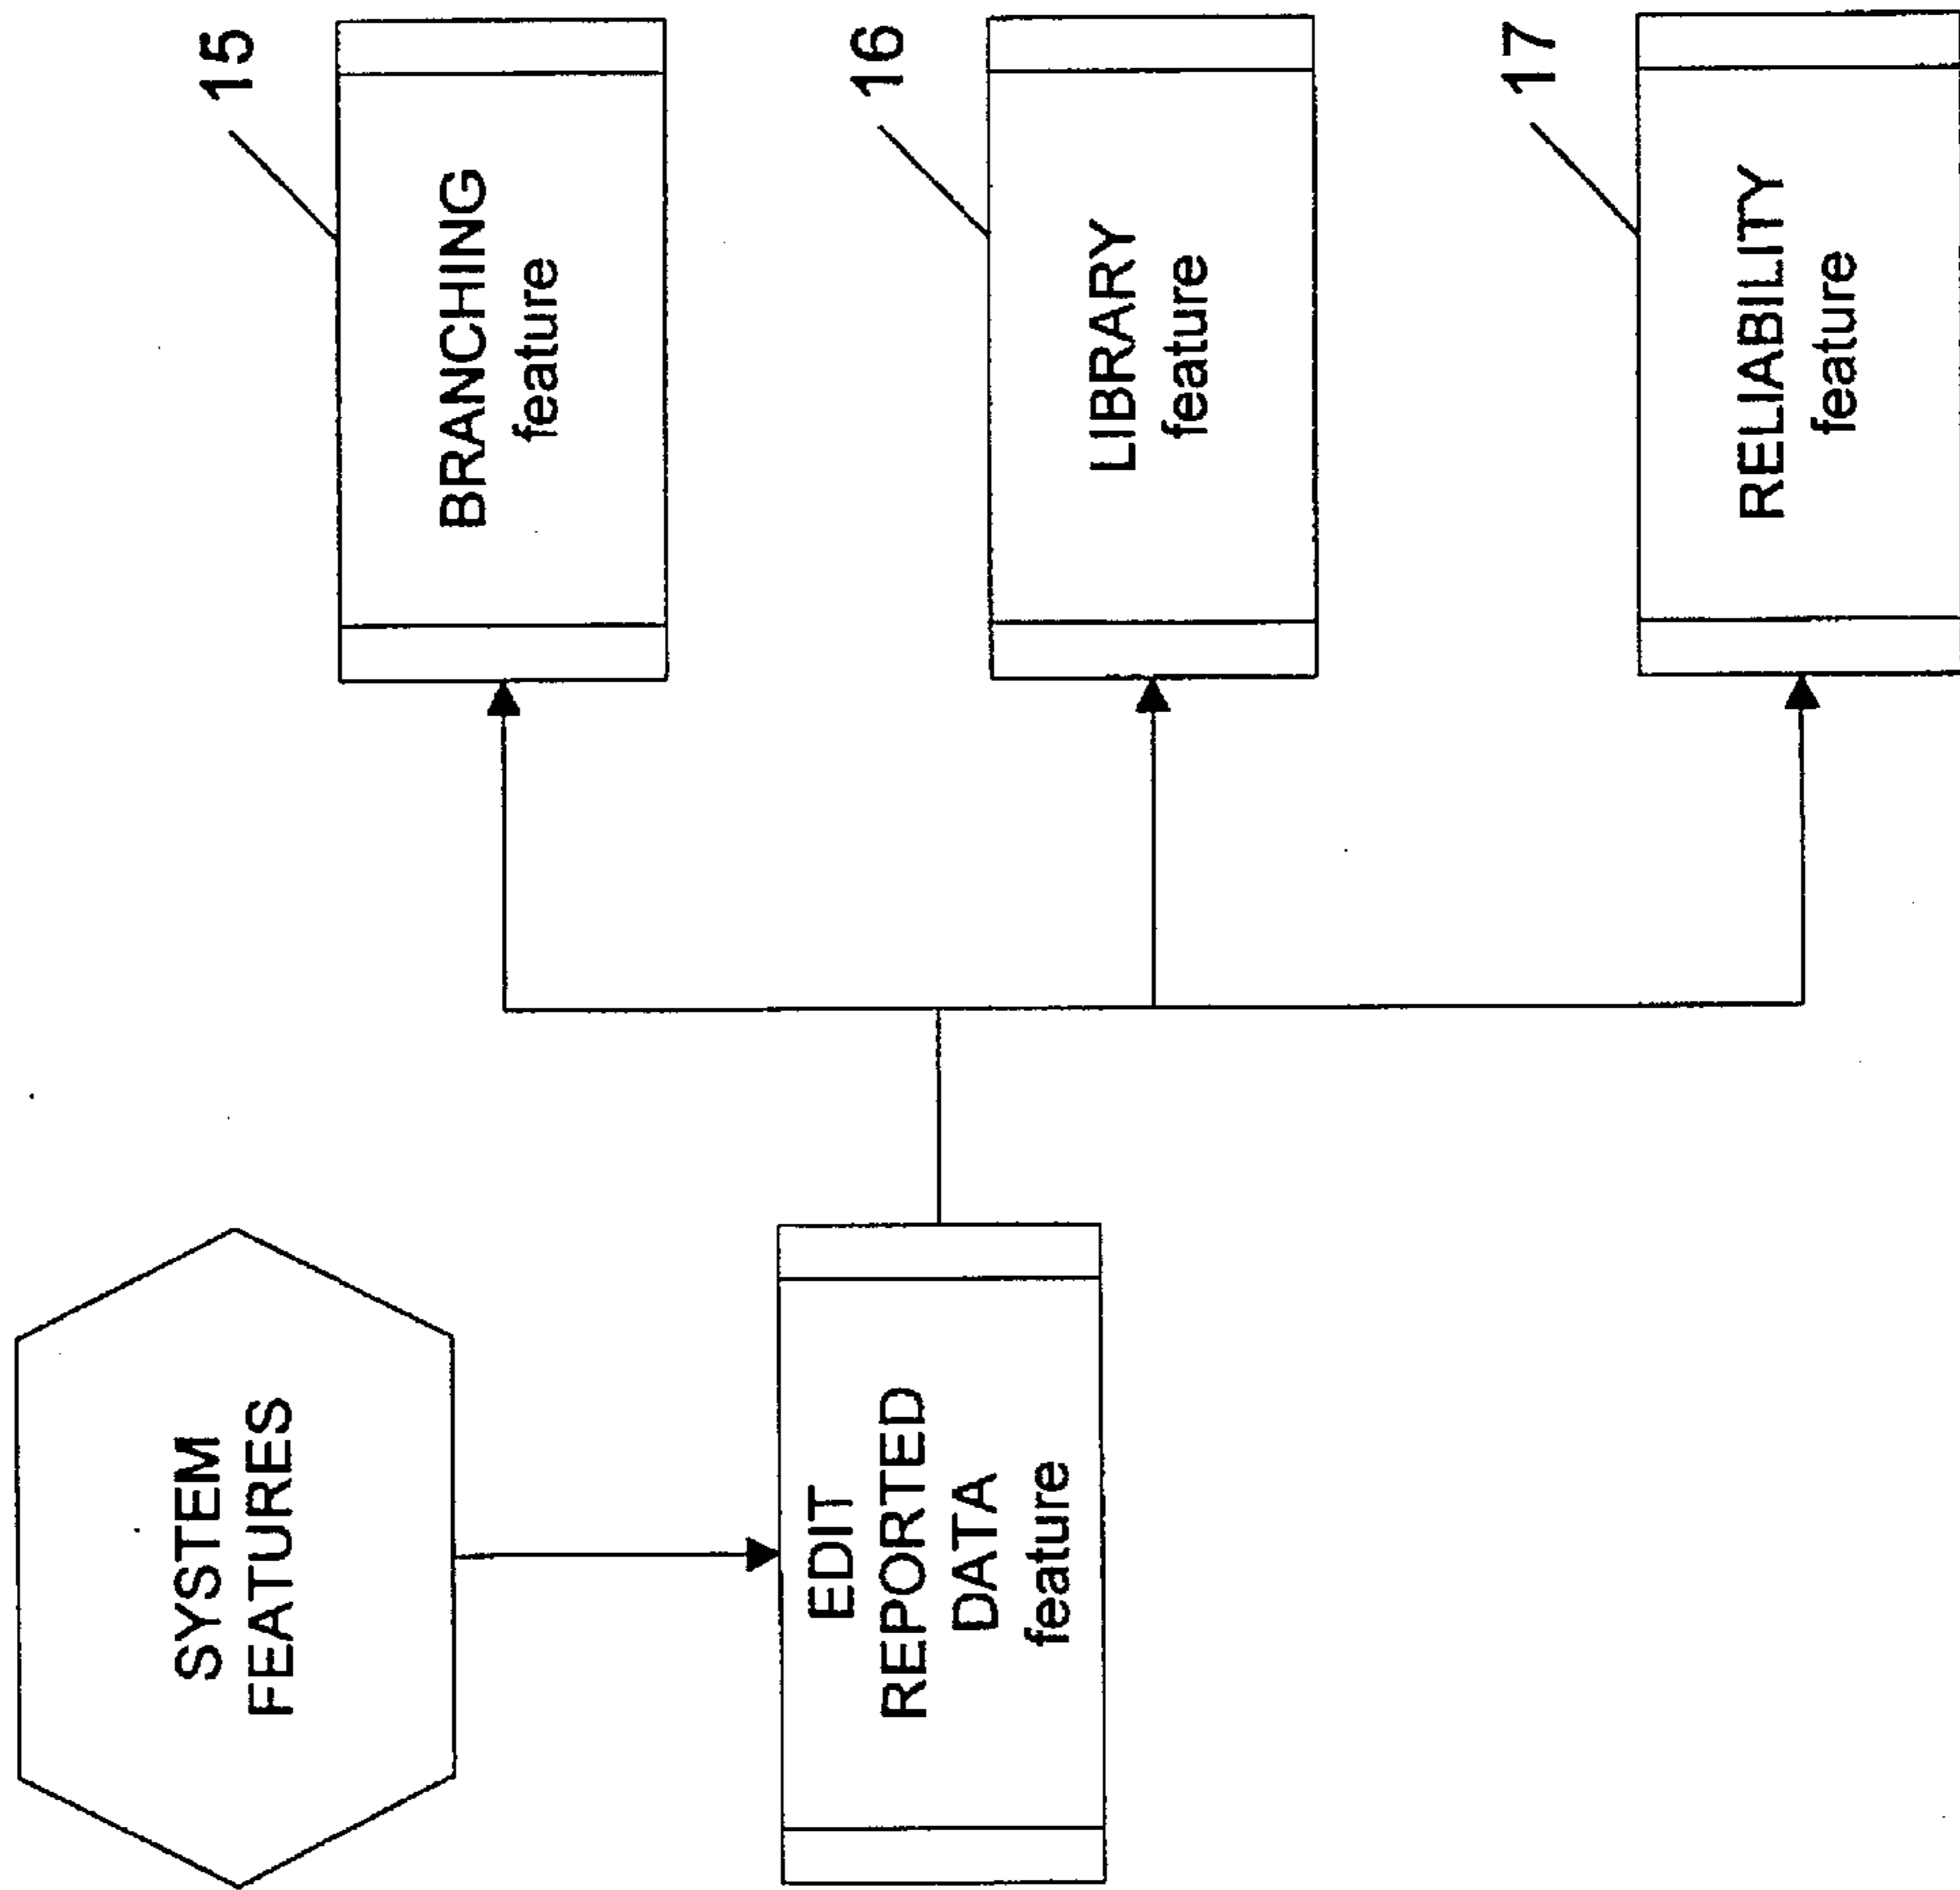 SYSTEM
FEATURES
EDIT
REPORTED
DATA
feature
15
BRANCHING
feature
16
LIBRARY
feature
17
RELIABILITY
feature